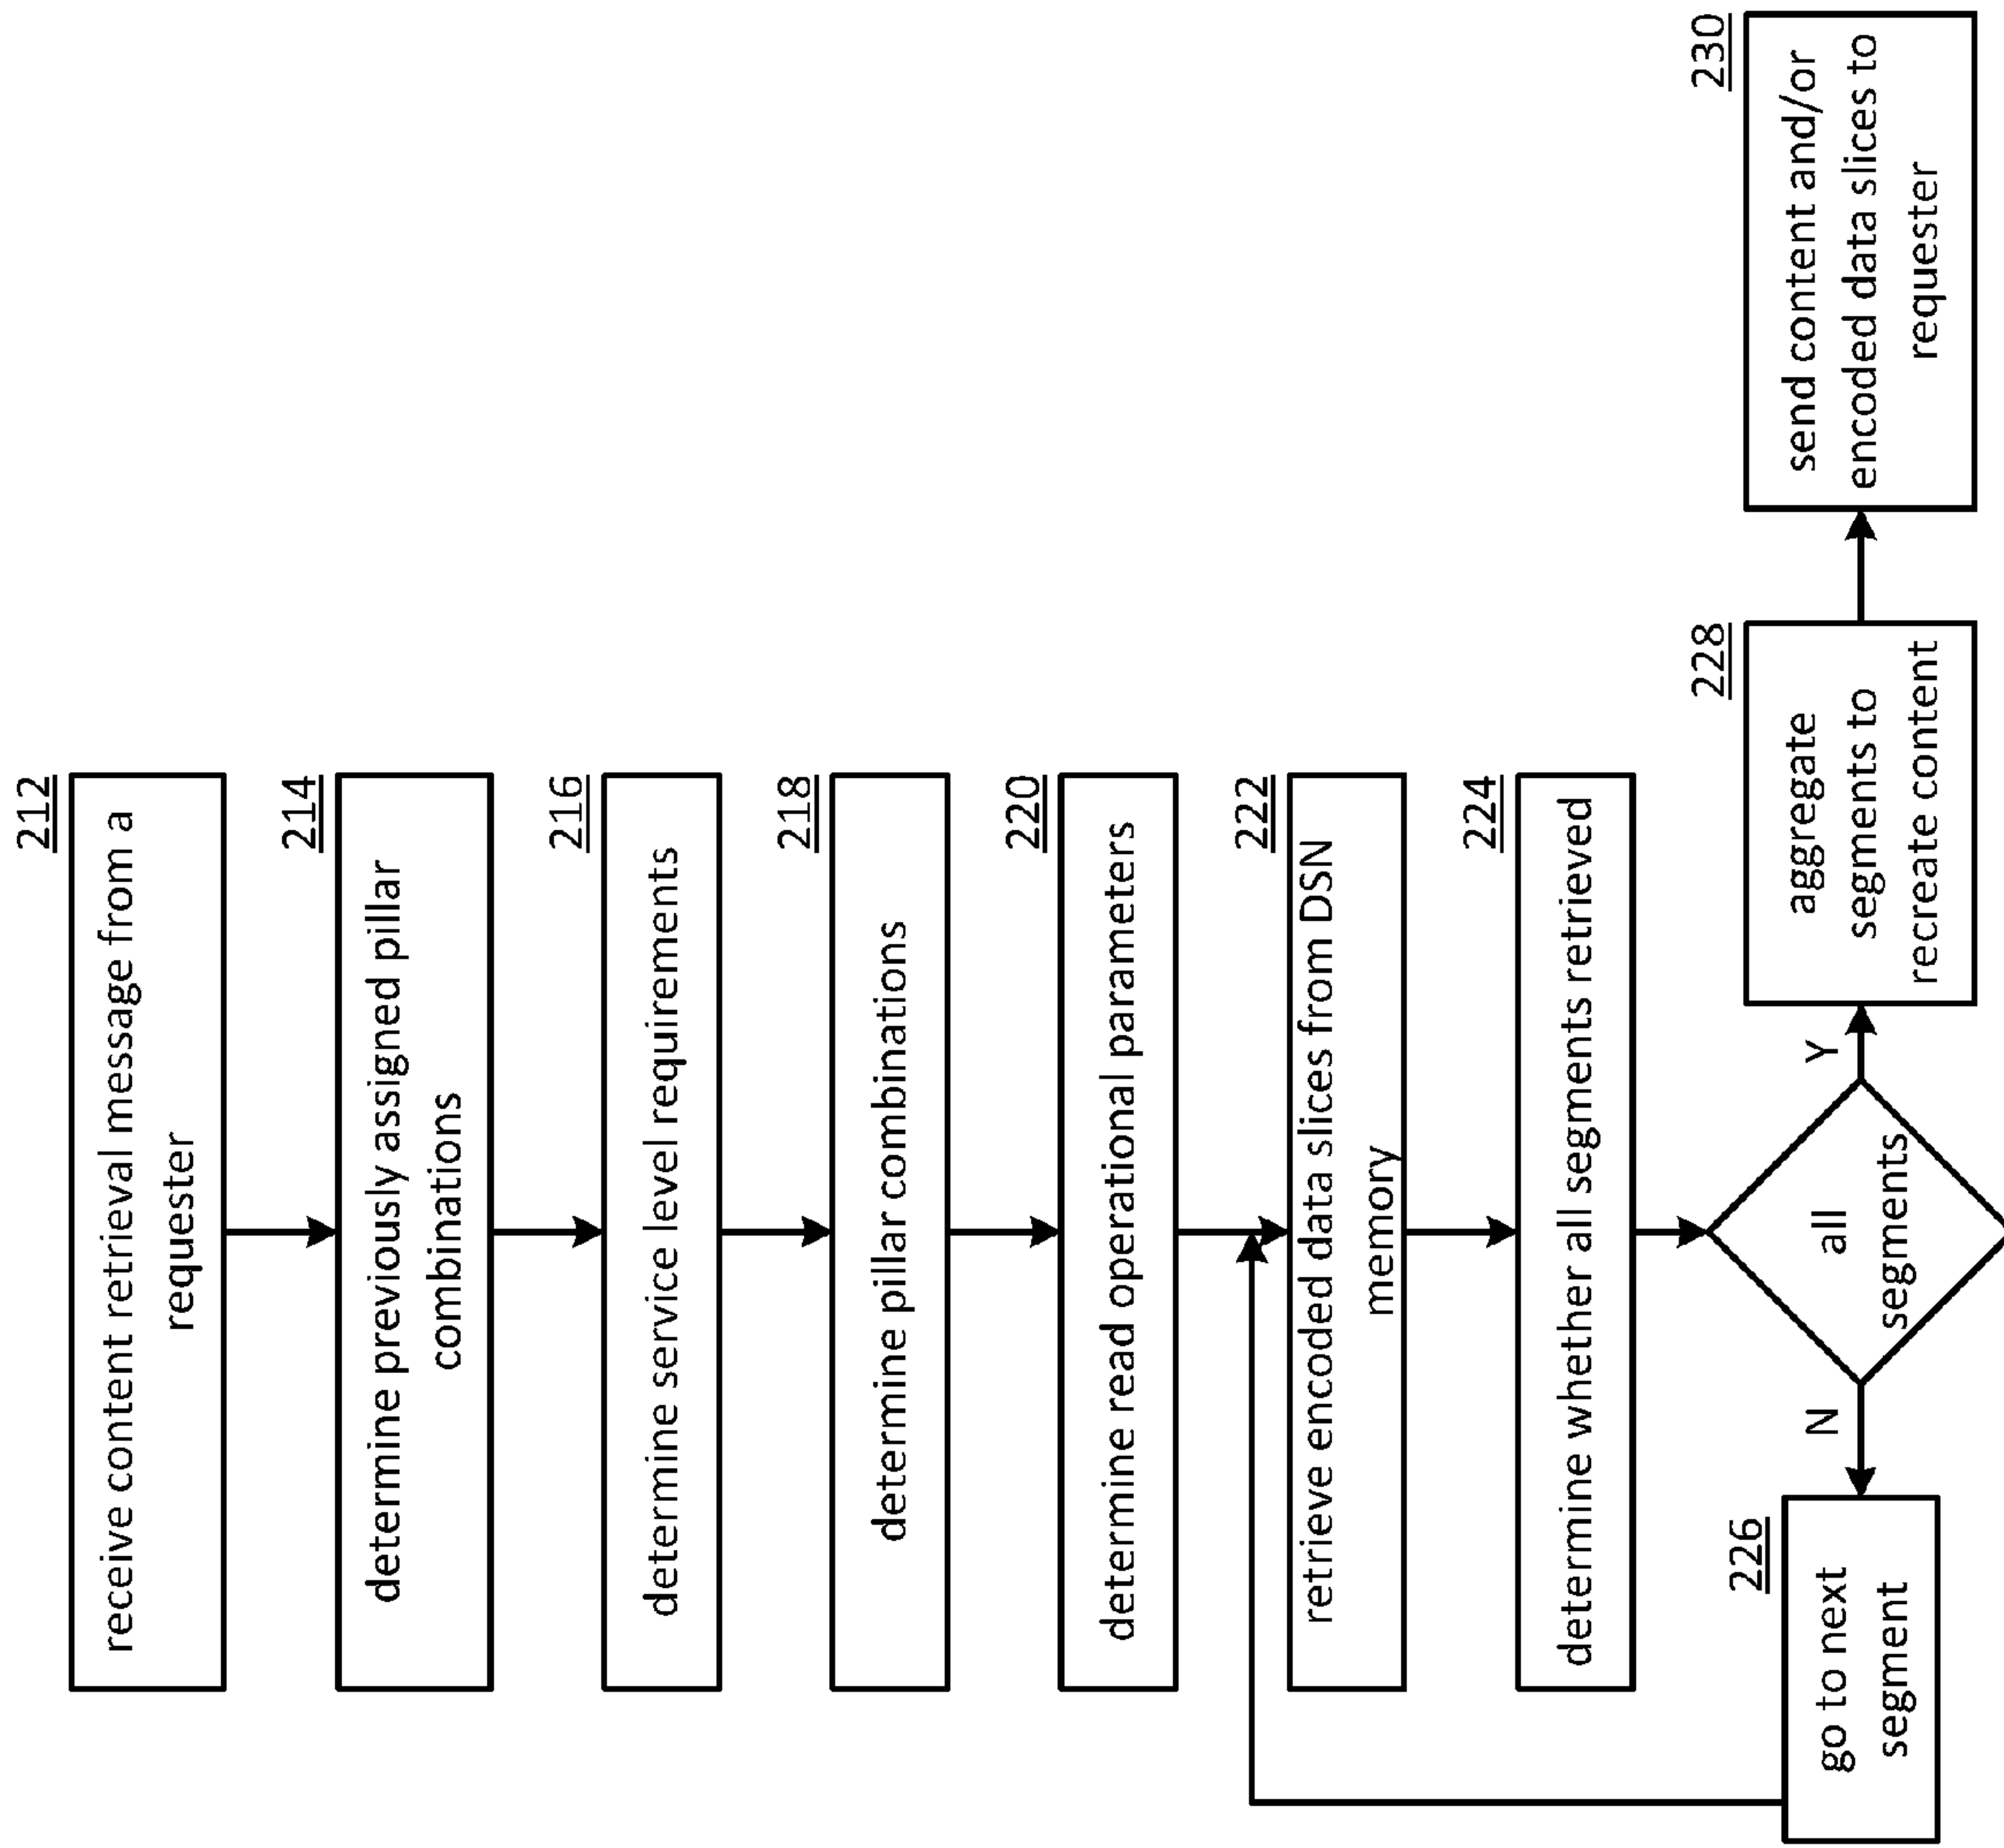 212
receive content retrieval message from a
requester
214
determine previously assigned pillar
combinations
216
determine service level requirements
218
determine pillar combinations
220
determine read operational parameters
222
retrieve encoded data slices from DSN
memory
224
determine whether all segments retrieved
all
segments
N
Y
226
go to next
segment
228
aggregate
segments to
recreate content
230
send content and/or
encoded data slices to
requester